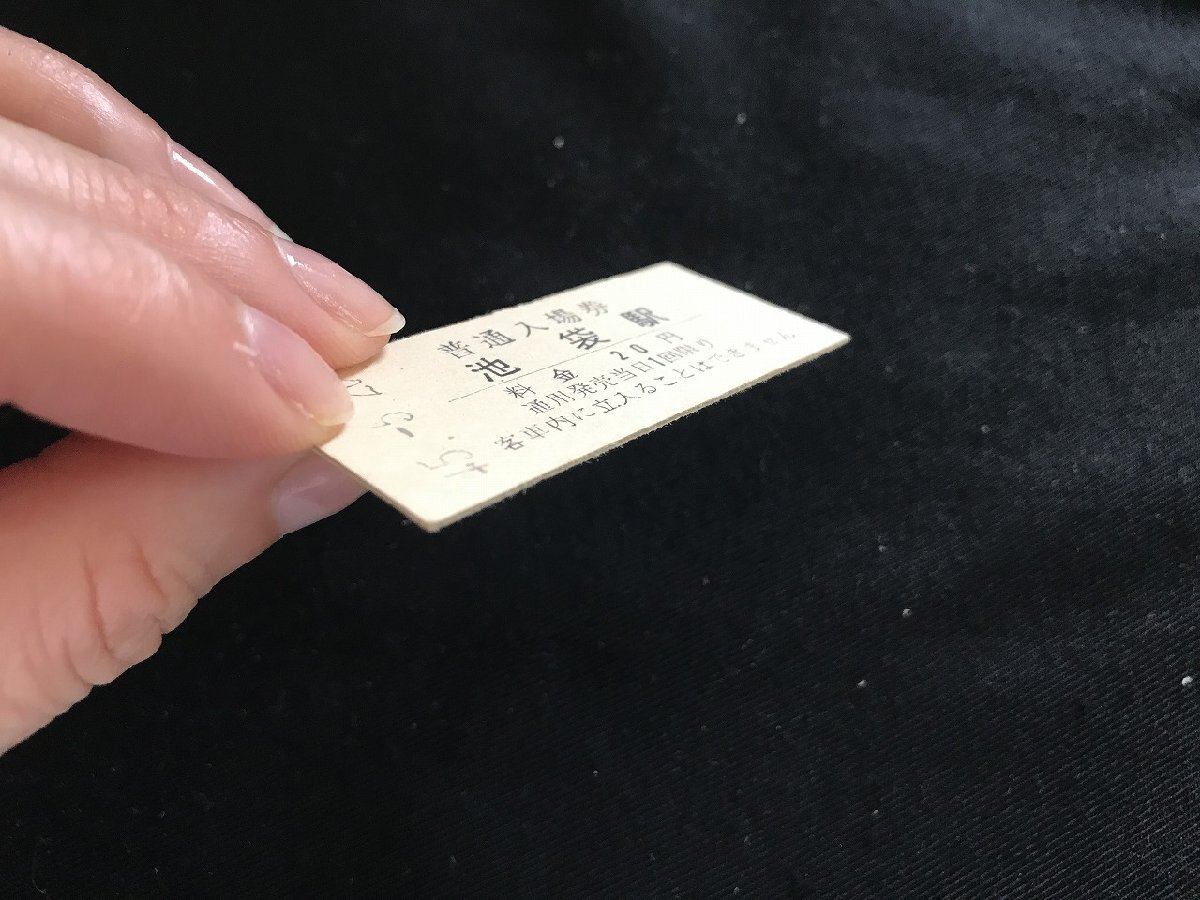 普通入場券
池袋駅
料金 20円
通用発売当日1回限り
客車内に立入ることはできません
45.